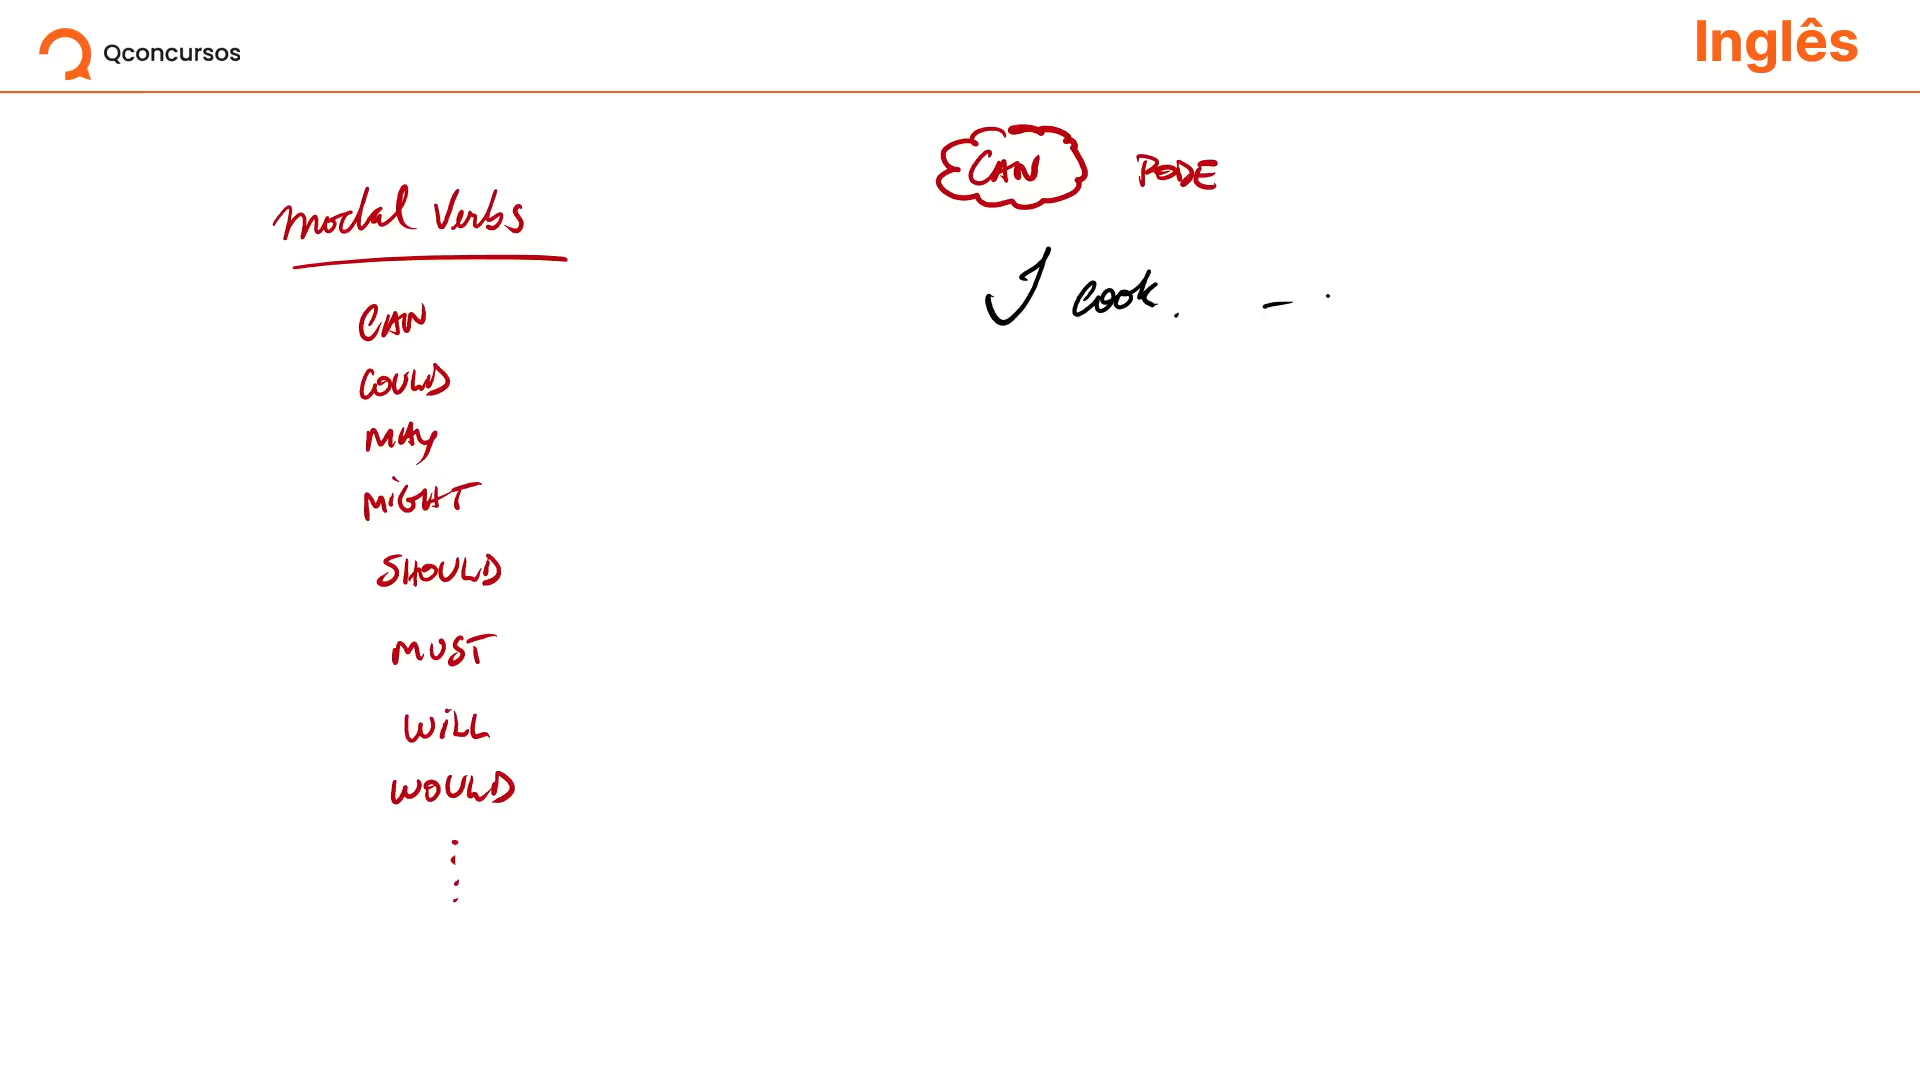 Qconcursos
Inglês
Modal Verbs
CAN
COULD
MAY
MiGHT
SHOULD
MUST
WiLL
WOULD
CAN PODE
I cook. -